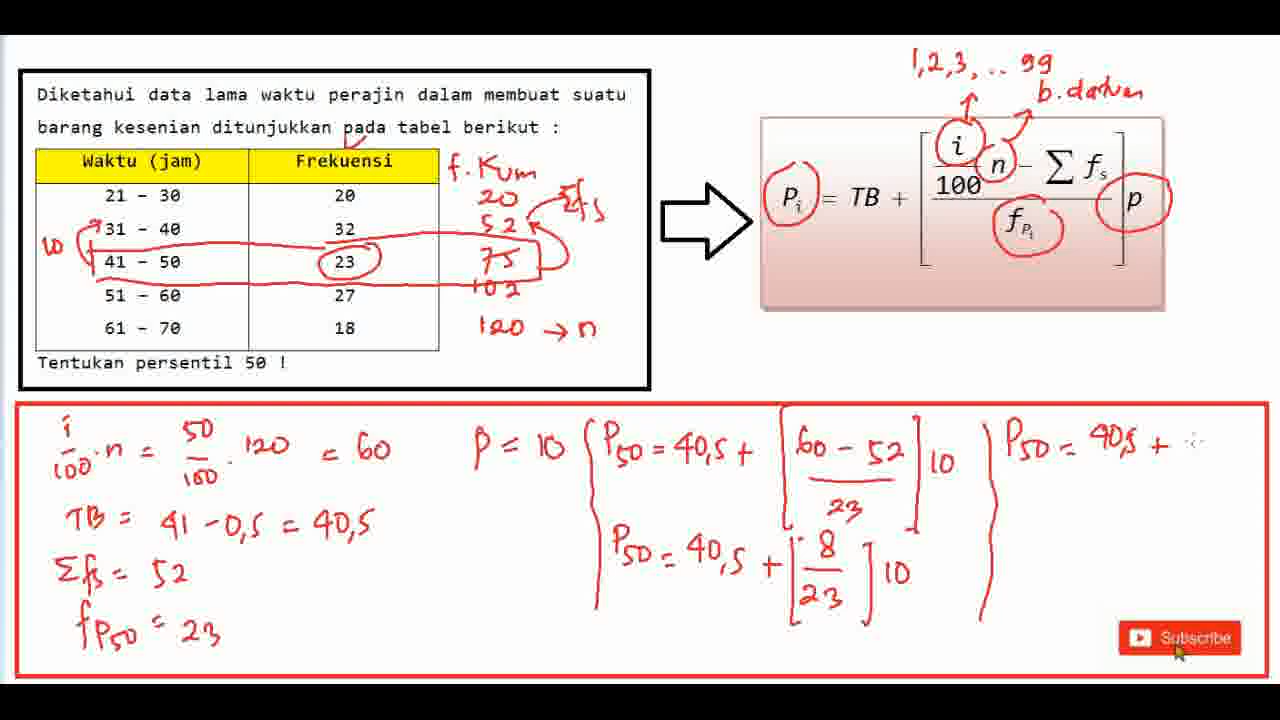 Diketahui data lama waktu perajin dalam membuat suatu
barang kesenian ditunjukkan pada tabel berikut :
Waktu (jam) Frekuensi f. Kum
21 - 30 20 20
31 - 40 32 52 Σfs
10
41 - 50 23 75
51 - 60 27 102
61 - 70 18 120 → n
Tentukan persentil 50 !
1,2,3, .. 99
b. datum
Pᵢ = TB + [ (i/100 n - ∑ fₛ) / f_Pᵢ ] p
i/100 . n = 50/100 . 120 = 60
TB = 41 - 0,5 = 40,5
Σfs = 52
fP50 = 23
p = 10
P50 = 40,5 + [ (60 - 52)/23 ] 10
P50 = 40,5 + [ 8/23 ] 10
P50 = 40,5 +
Subscribe